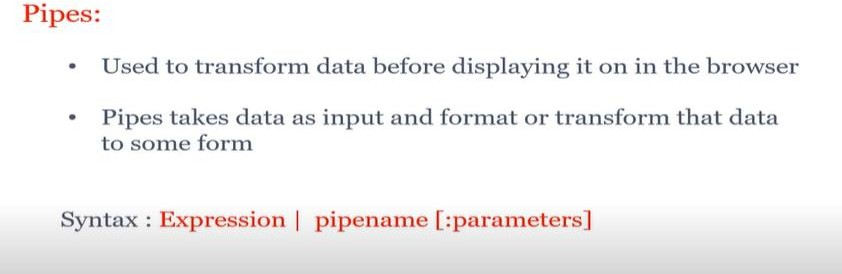 Pipes:
• Used to transform data before displaying it on in the browser
• Pipes takes data as input and format or transform that data
to some form
Syntax : Expression | pipename [:parameters]